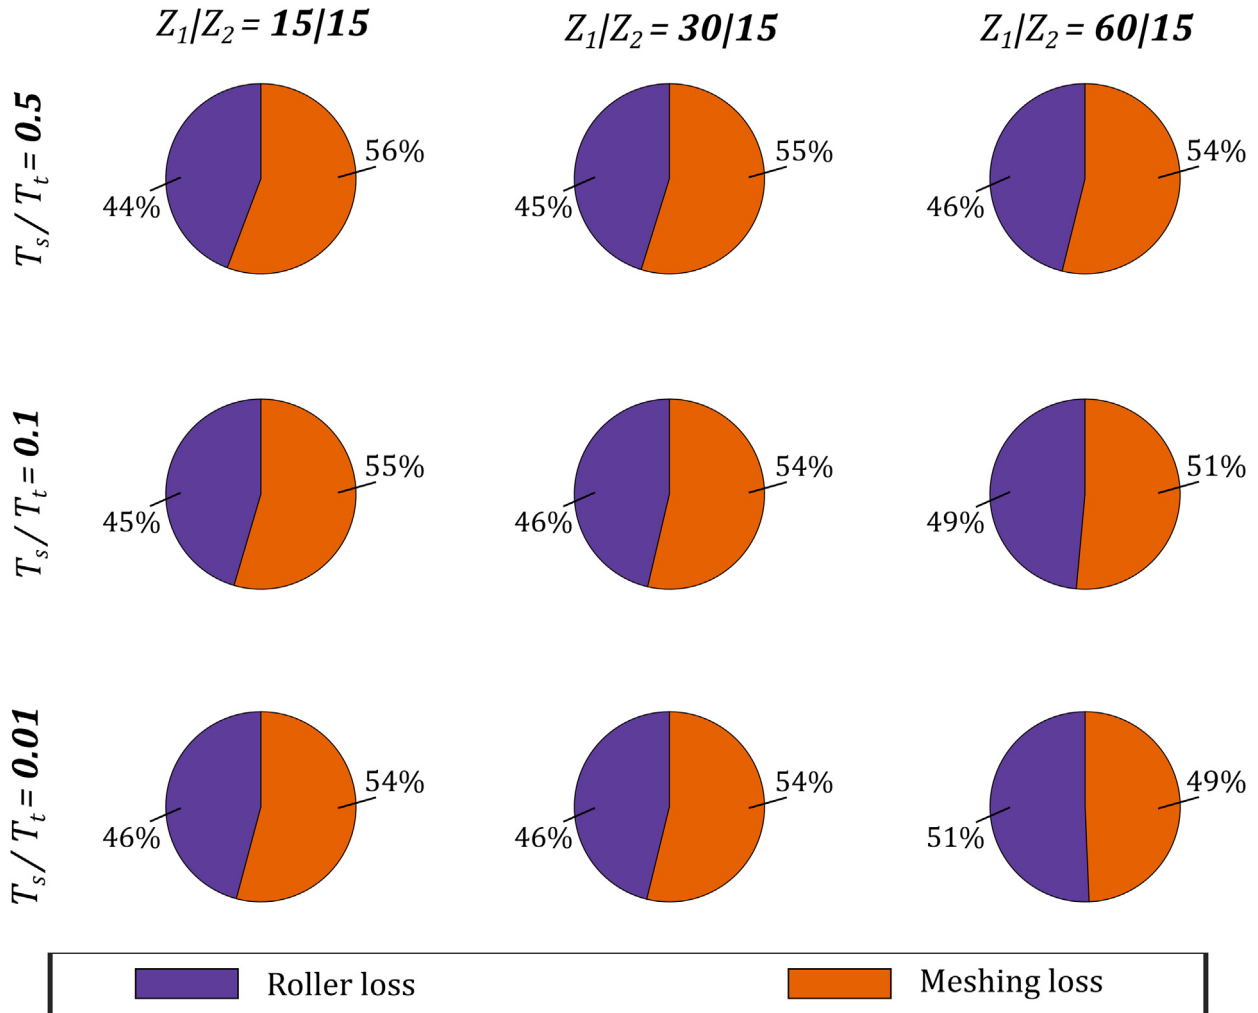 Z₁|Z₂ = 15|15
Z₁|Z₂ = 30|15
Z₁|Z₂ = 60|15
Tₛ / Tₜ = 0.5
56%
44%
55%
45%
54%
46%
Tₛ / Tₜ = 0.1
55%
45%
54%
46%
51%
49%
Tₛ / Tₜ = 0.01
54%
46%
54%
46%
49%
51%
Roller loss
Meshing loss